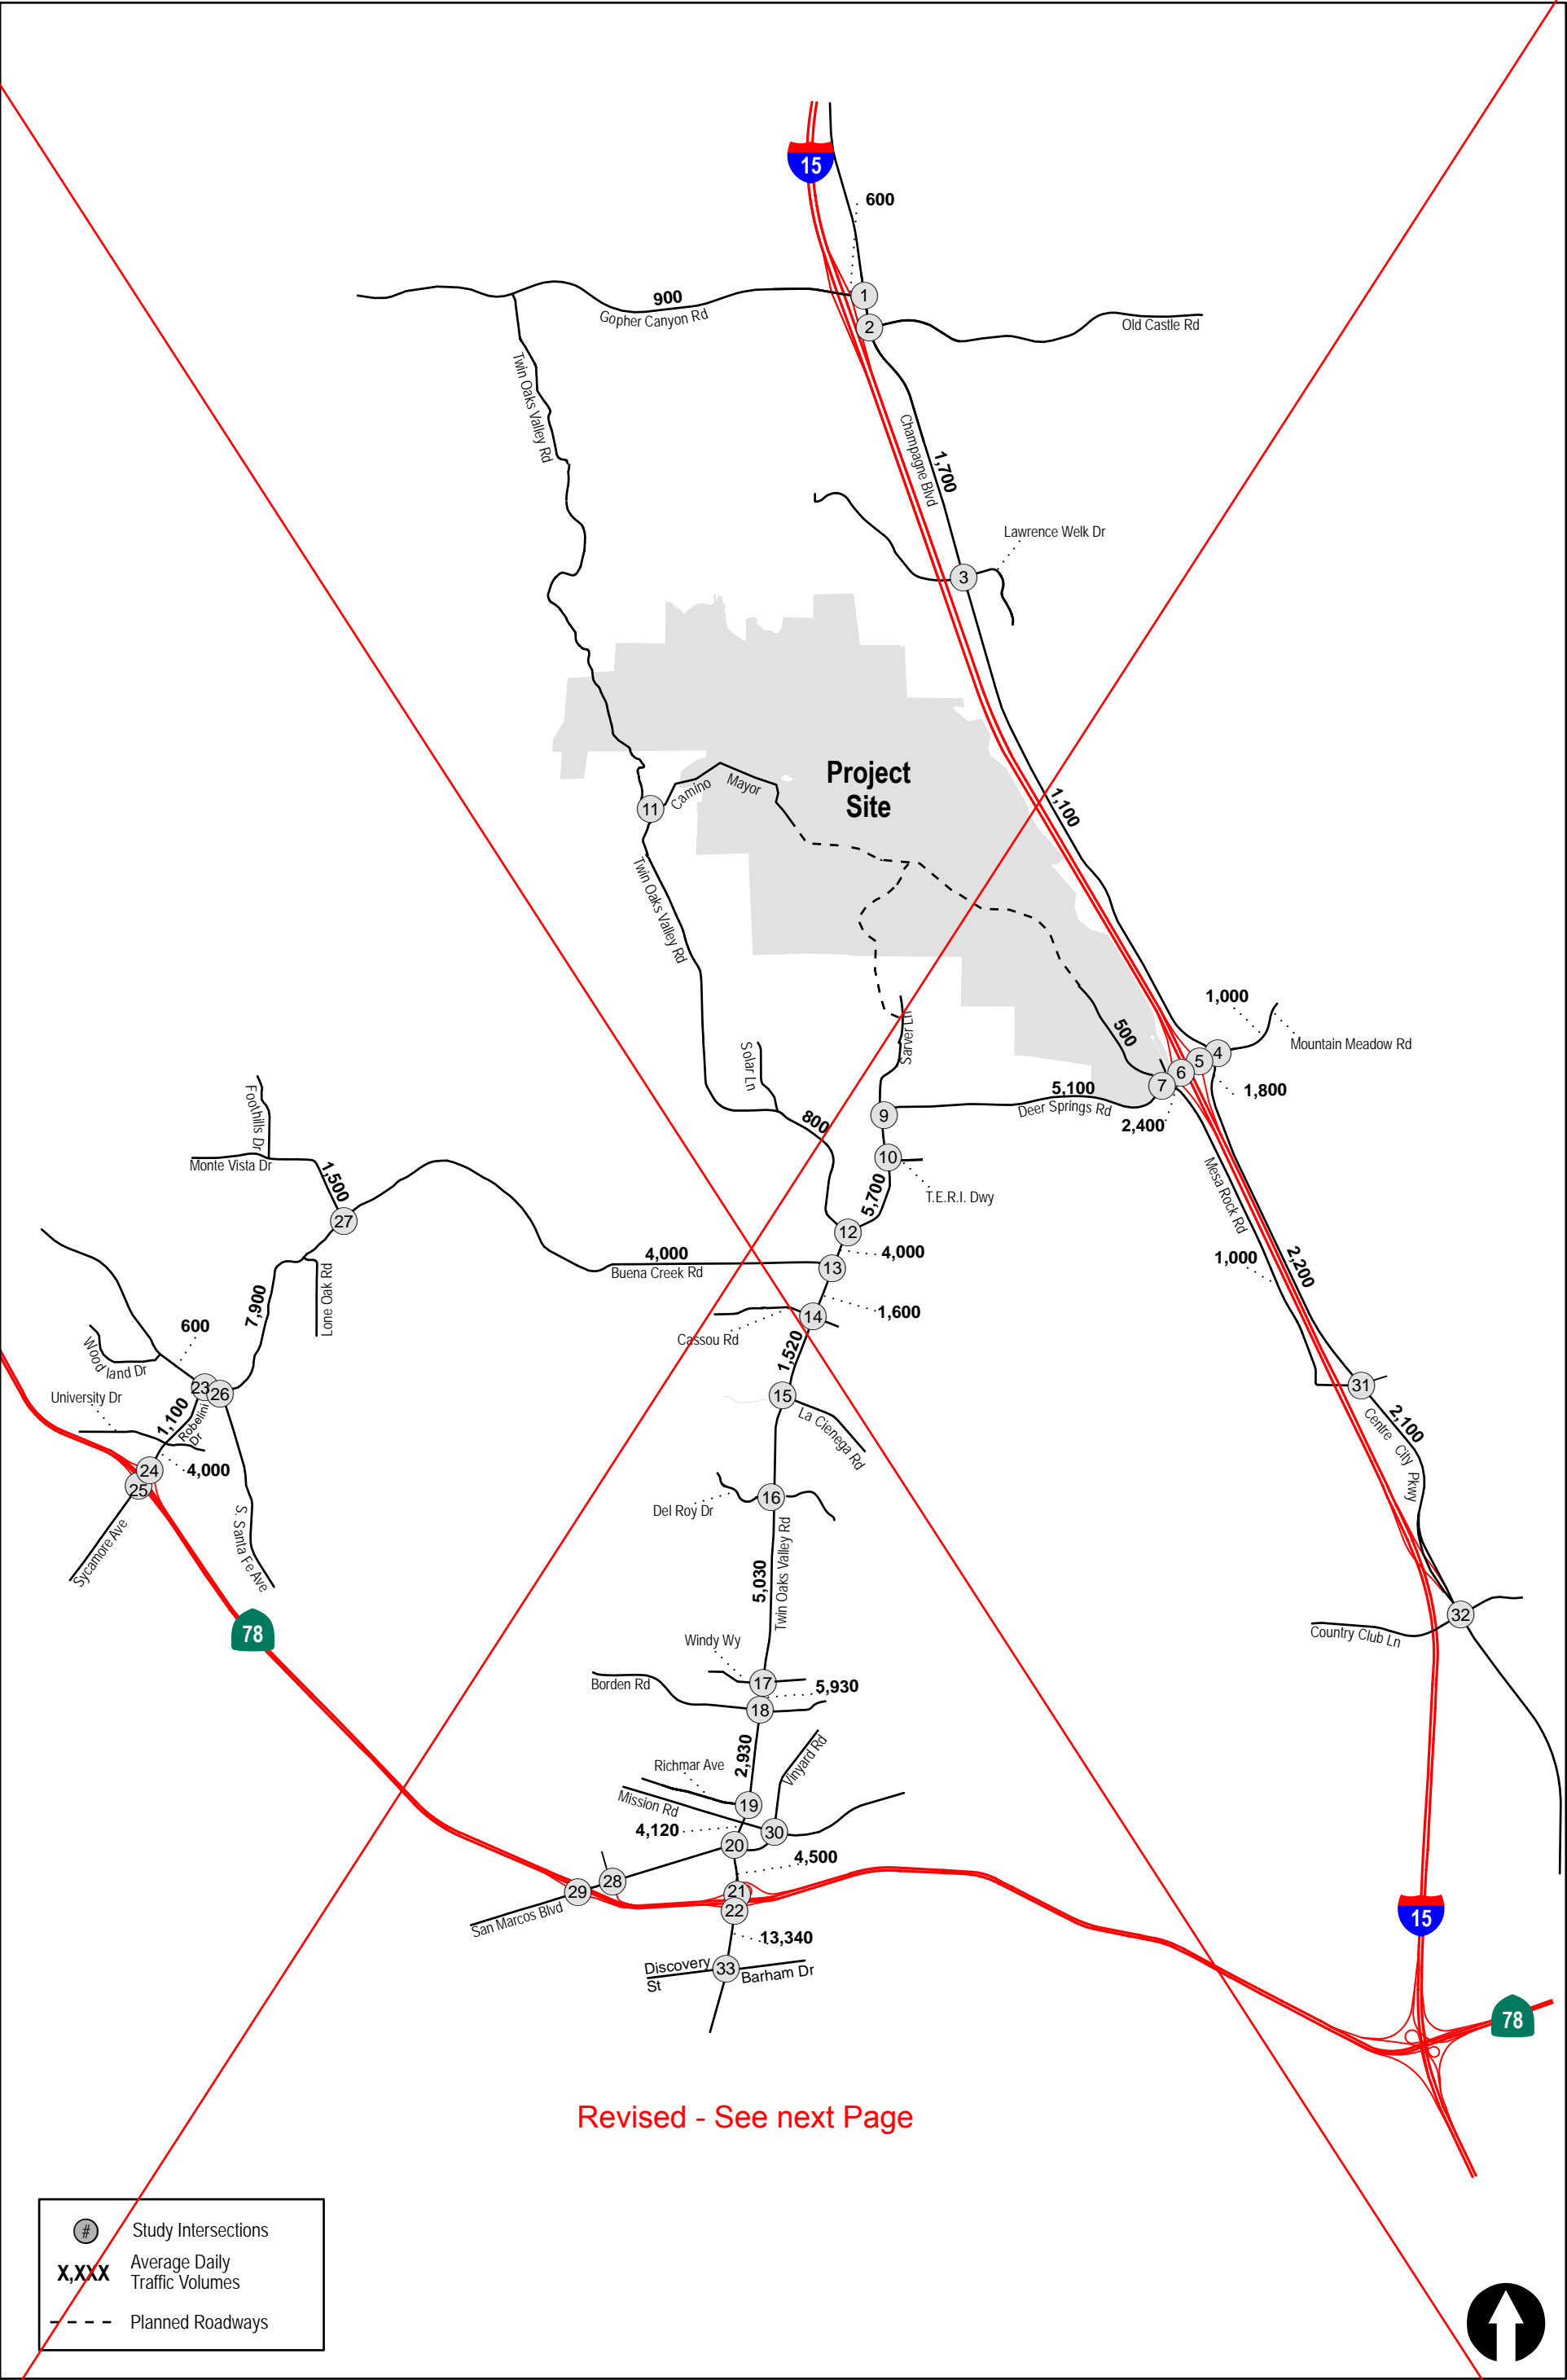 15
600
900
Gopher Canyon Rd
1
2
Old Castle Rd
Twin Oaks Valley Rd
Champagne Blvd
1,700
Lawrence Welk Dr
3
Project
Site
1,100
Camino Mayor
11
Twin Oaks Valley Rd
1,000
Mountain Meadow Rd
Sarver Ln
500
4
5
6
7
1,800
Solar Ln
5,100
Deer Springs Rd
2,400
9
800
Foothills Dr
Monte Vista Dr
1,500
10
T.E.R.I. Dwy
5,700
Mesa Rock Rd
27
12
4,000
4,000
Buena Creek Rd
13
1,000
2,200
Lone Oak Rd
7,900
1,600
14
Cassou Rd
600
Wood land Dr
1,520
University Dr
23
26
15
La Cienega Rd
31
2,100
Centre City Pkwy
1,100
Robelini
Dr
4,000
24
25
Del Roy Dr
16
Sycamore Ave
S. Santa Fe Ave
5,030
Twin Oaks Valley Rd
78
32
Country Club Ln
Windy Wy
17
5,930
Borden Rd
18
2,930
Vinyard Rd
Richmar Ave
Mission Rd
19
4,120
30
20
4,500
28
29
21
22
San Marcos Blvd
15
13,340
Discovery
St
33
Barham Dr
78
Revised - See next Page
# Study Intersections
X,XXX Average Daily
Traffic Volumes
Planned Roadways